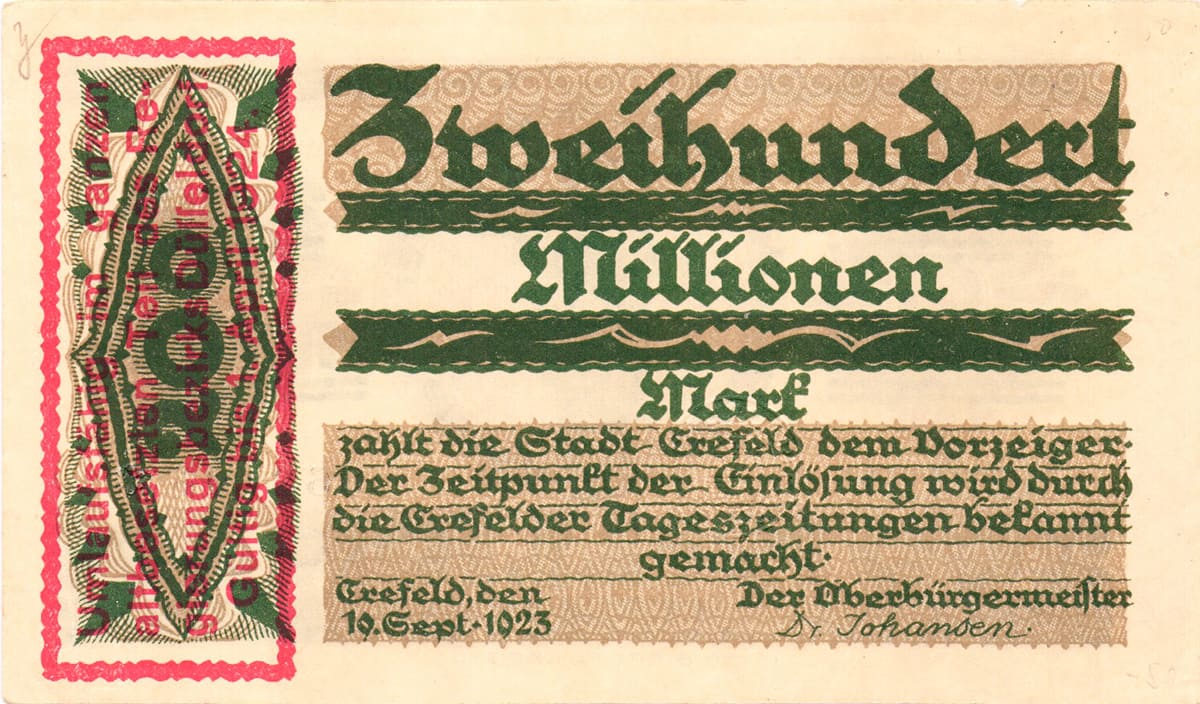 Zweihundert
Millionen
Mark
zahlt die Stadt Crefeld dem Vorzeiger.
Der Zeitpunkt der Einlösung wird durch
die Crefelder Tageszeitungen bekannt
gemacht.
Crefeld, den
19. Sept. 1923
Der Oberbürgermeister
Dr. Johansen.
Umlaufsfähig im ganzen
altbesetzten Teil des Re-
gierungsbezirks Düsseldorf
Gültig bis 1. April 1924.